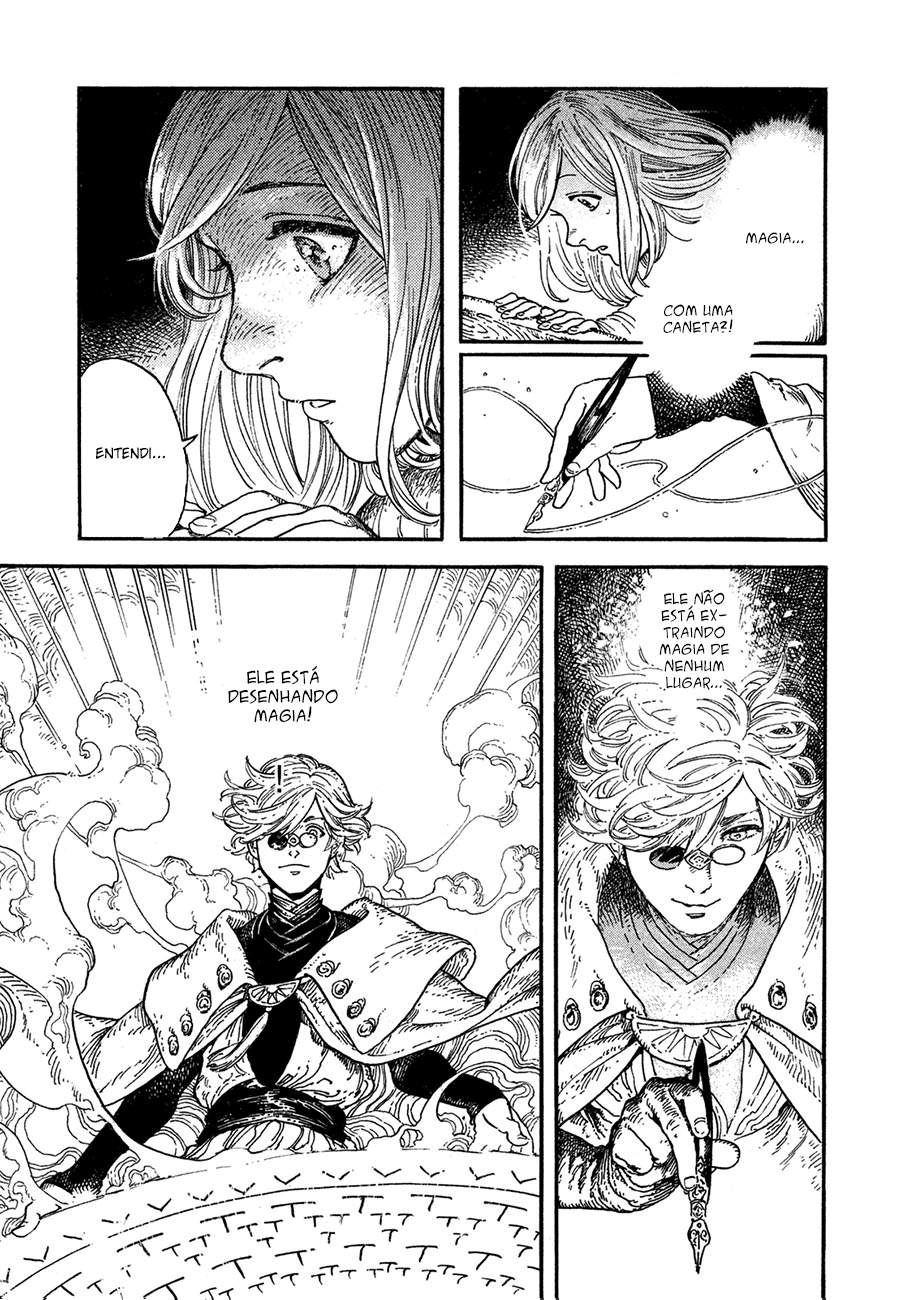 MAGIA...
COM UMA
CANETA?!
ENTENDI...
ELE NÃO
ESTÁ EX-
TRAINDO
MAGIA DE
NENHUM
LUGAR...
ELE ESTÁ
DESENHANDO
MAGIA!
!